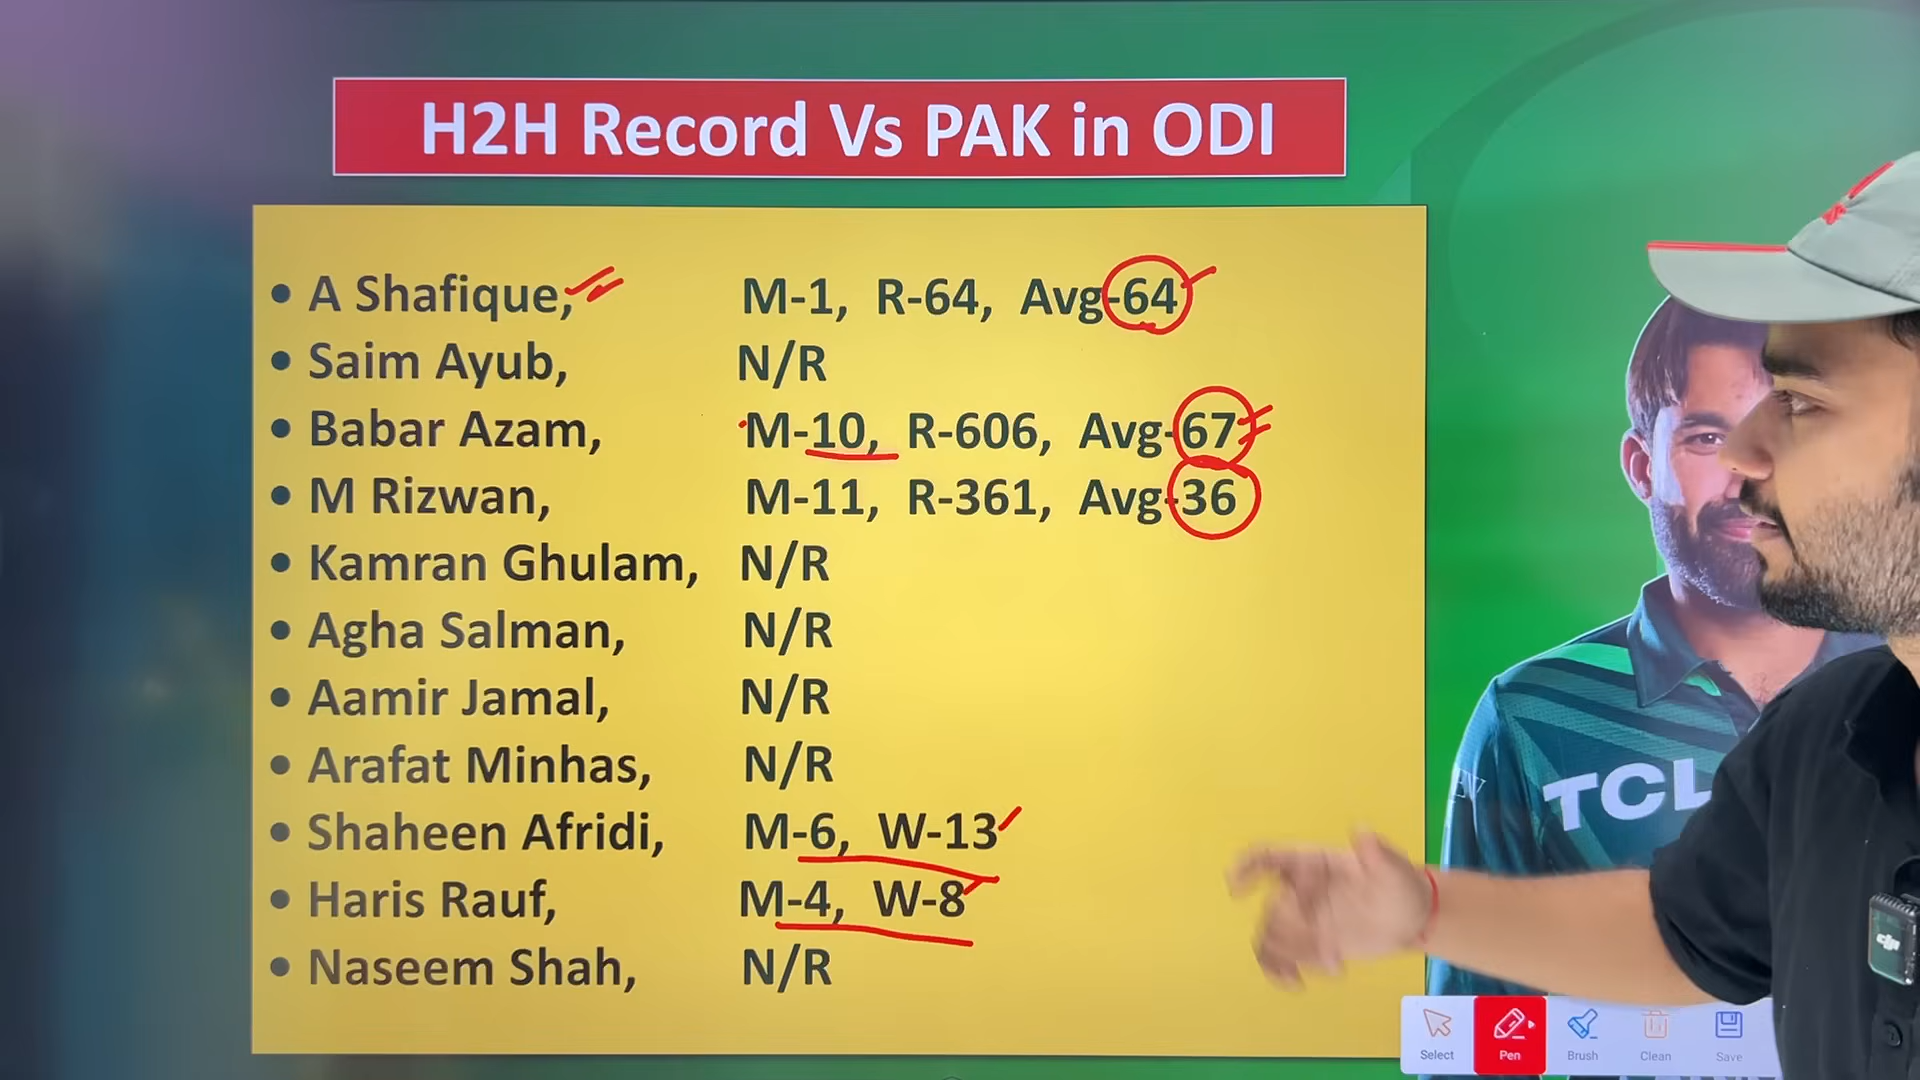 H2H Record Vs PAK in ODI
• A Shafique, M-1, R-64, Avg-64
• Saim Ayub, N/R
• Babar Azam, M-10, R-606, Avg-67
• M Rizwan, M-11, R-361, Avg-36
• Kamran Ghulam, N/R
• Agha Salman, N/R
• Aamir Jamal, N/R
• Arafat Minhas, N/R
• Shaheen Afridi, M-6, W-13
• Haris Rauf, M-4, W-8
• Naseem Shah, N/R
TCL
dji
Select Pen Brush Clean Save